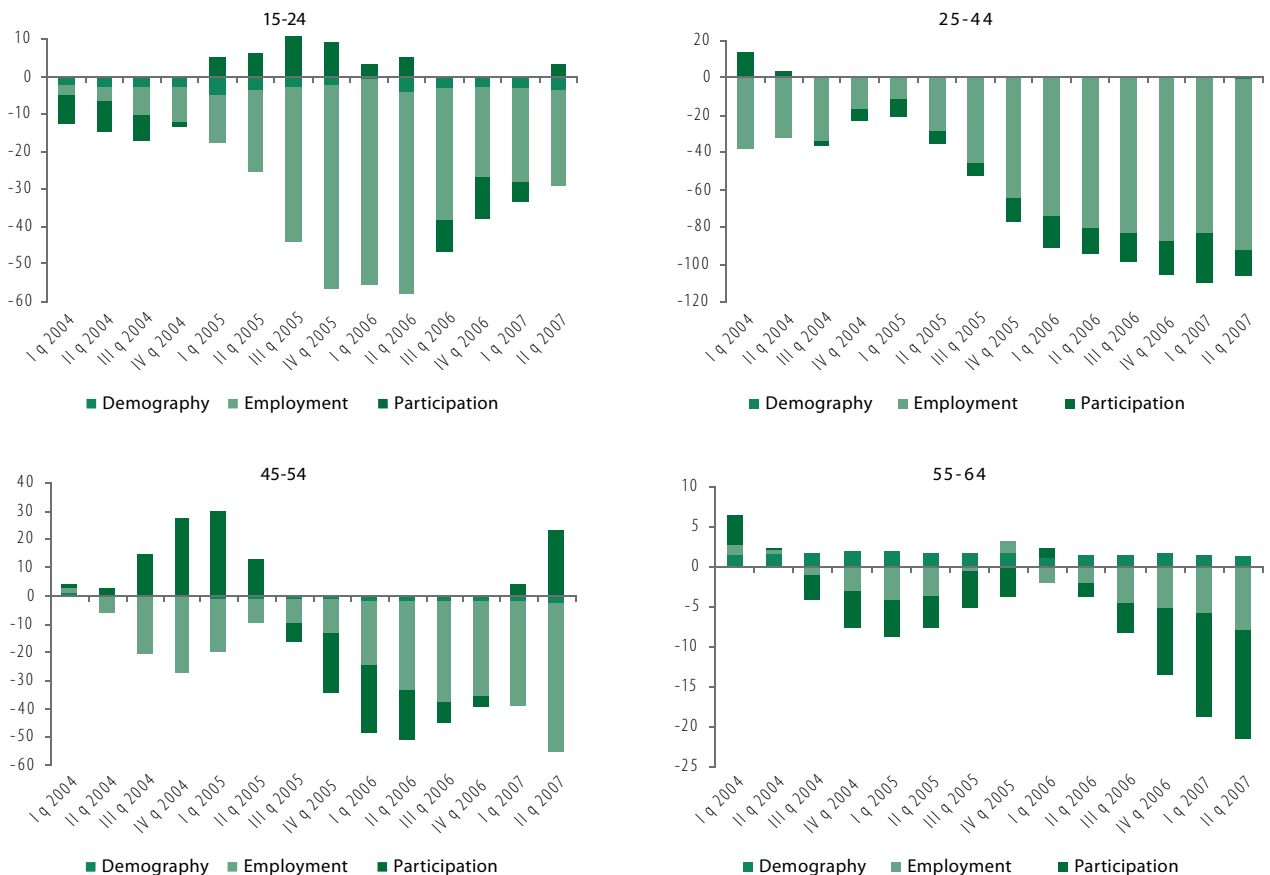 15-24
10
0
-10
-20
-30
-40
-50
-60
I q 2004
II q 2004
III q 2004
IV q 2004
I q 2005
II q 2005
III q 2005
IV q 2005
I q 2006
II q 2006
III q 2006
IV q 2006
I q 2007
II q 2007
Demography Employment Participation
25-44
20
0
-20
-40
-60
-80
-100
-120
I q 2004
II q 2004
III q 2004
IV q 2004
I q 2005
II q 2005
III q 2005
IV q 2005
I q 2006
II q 2006
III q 2006
IV q 2006
I q 2007
II q 2007
Demography Employment Participation
45-54
40
30
20
10
0
-10
-20
-30
-40
-50
-60
I q 2004
II q 2004
III q 2004
IV q 2004
I q 2005
II q 2005
III q 2005
IV q 2005
I q 2006
II q 2006
III q 2006
IV q 2006
I q 2007
II q 2007
Demography Employment Participation
55-64
10
5
0
-5
-10
-15
-20
-25
I q 2004
II q 2004
III q 2004
IV q 2004
I q 2005
II q 2005
III q 2005
IV q 2005
I q 2006
II q 2006
III q 2006
IV q 2006
I q 2007
II q 2007
Demography Employment Participation